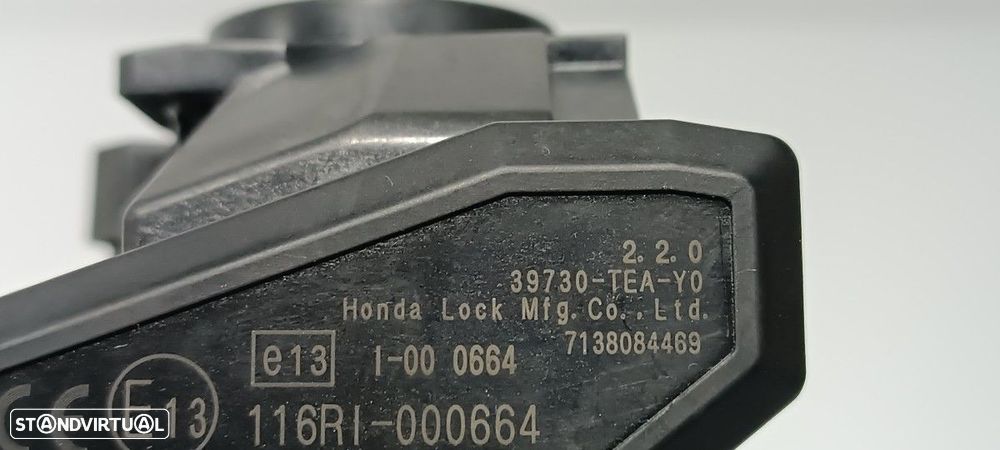 2.2.0
39730-TEA-Y0
Honda Lock Mfg.Co.,Ltd.
7138084469
e13 I-00 0664
CE E13 116RI-000664
STANDVIRTUAL